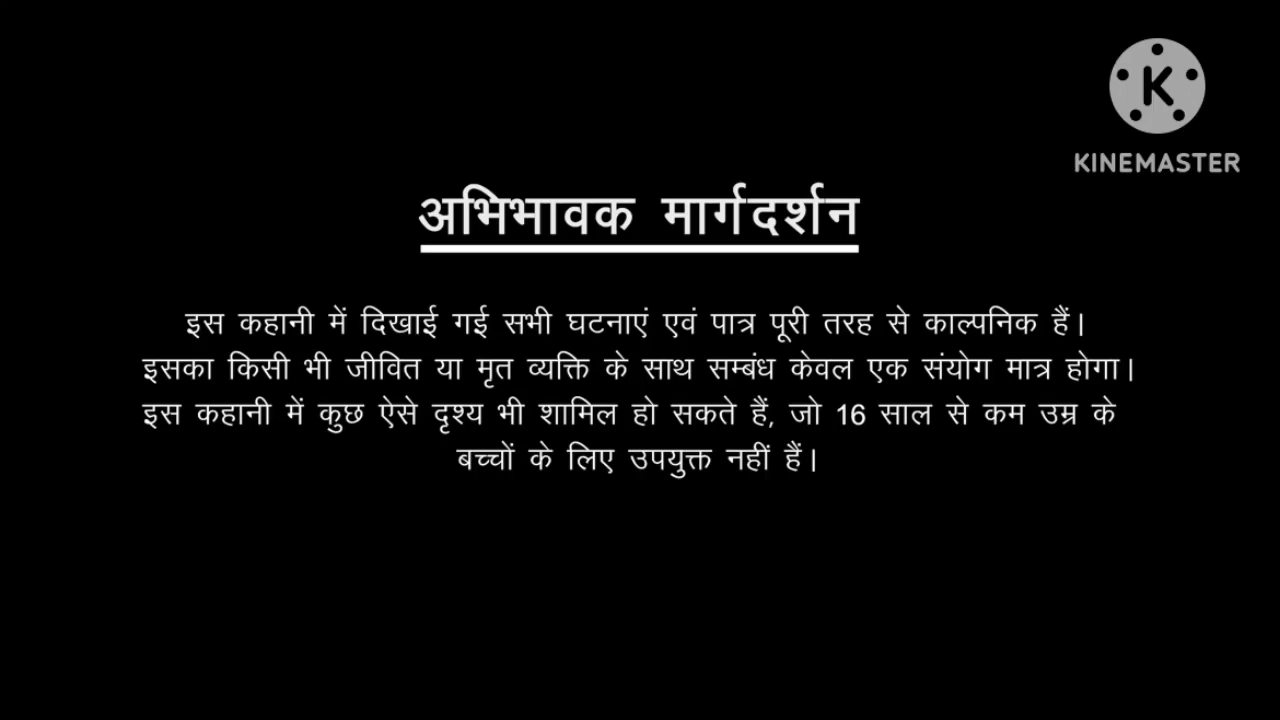 K
KINEMASTER
अभिभावक मार्गदर्शन
इस कहानी में दिखाई गई सभी घटनाएं एवं पात्र पूरी तरह से काल्पनिक हैं।
इसका किसी भी जीवित या मृत व्यक्ति के साथ सम्बंध केवल एक संयोग मात्र होगा।
इस कहानी में कुछ ऐसे दृश्य भी शामिल हो सकते हैं, जो 16 साल से कम उम्र के
बच्चों के लिए उपयुक्त नहीं हैं।